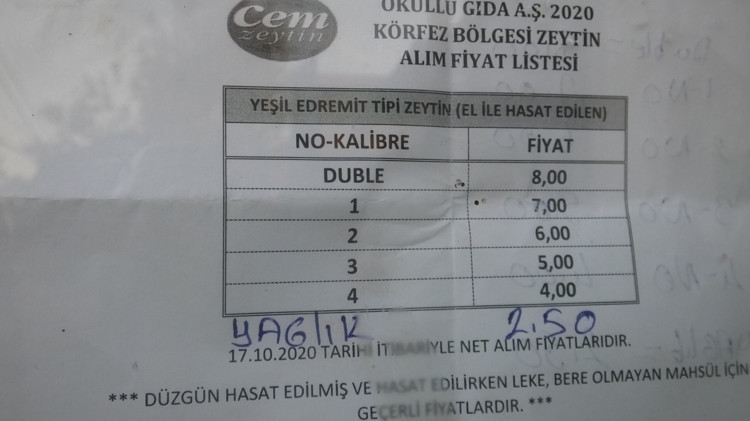 Cem
zeytin
OKULLU GIDA A.Ş. 2020
KÖRFEZ BÖLGESİ ZEYTİN
ALIM FİYAT LİSTESİ
YEŞİL EDREMİT TİPİ ZEYTİN (EL İLE HASAT EDİLEN)
NO-KALİBRE FİYAT
DUBLE 8,00
1 7,00
2 6,00
3 5,00
4 4,00
YAĞLIK 2.50
17.10.2020 TARİHİ İTİBARİYLE NET ALIM FİYATLARIDIR.
*** DÜZGÜN HASAT EDİLMİŞ VE HASAT EDİLİRKEN LEKE, BERE OLMAYAN MAHSÜL İÇİN
GEÇERLİ FİYATLARDIR. ***